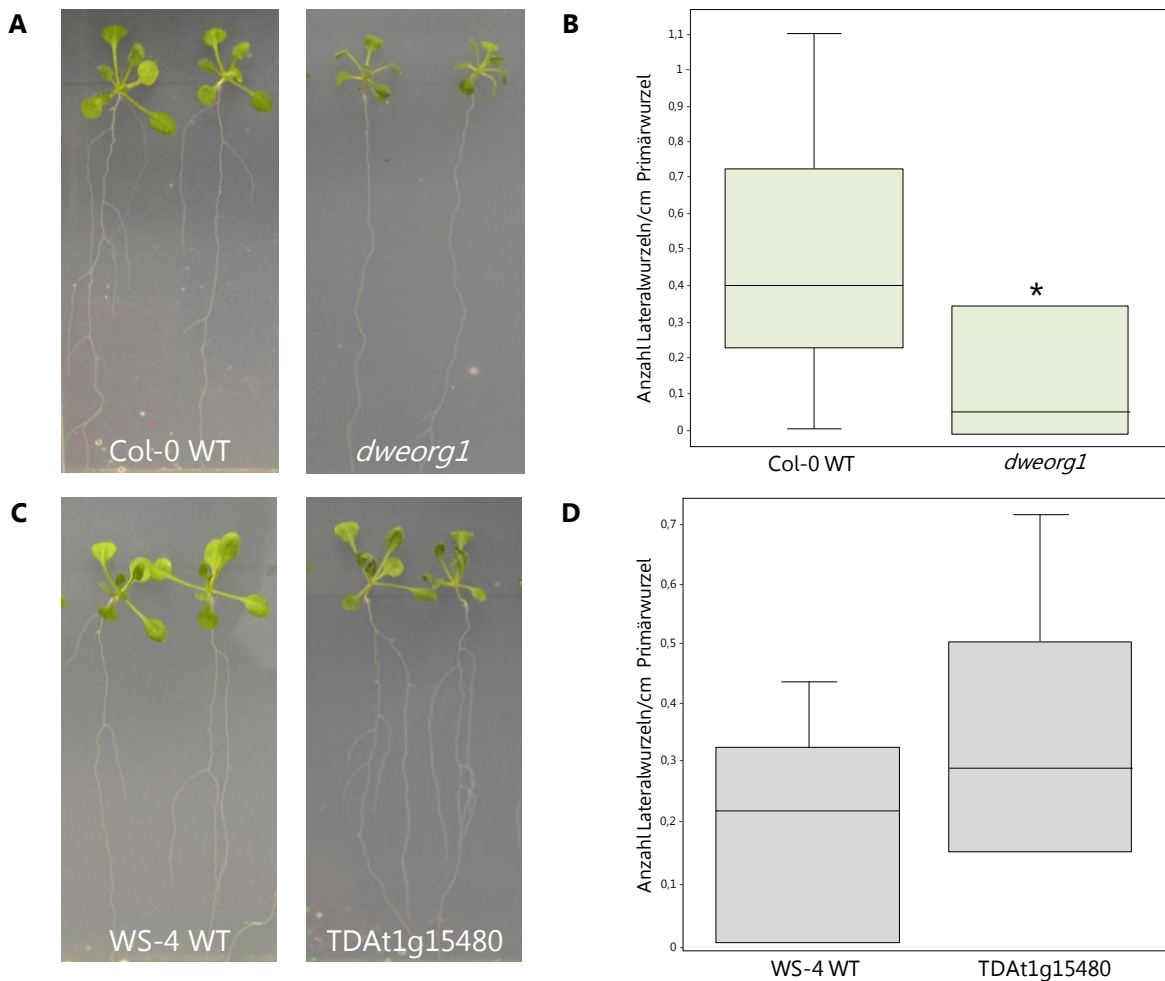 A
Col-0 WT
dweorg1
B
Anzahl Lateralwurzeln/cm Primärwurzel
1,1
1
0,9
0,8
0,7
0,6
0,5
0,4
0,3
0,2
0,1
0
*
Col-0 WT
dweorg1
C
WS-4 WT
TDAt1g15480
D
Anzahl Lateralwurzeln/cm Primärwurzel
0,7
0,5
0,4
0,3
0,2
0,1
0
WS-4 WT
TDAt1g15480